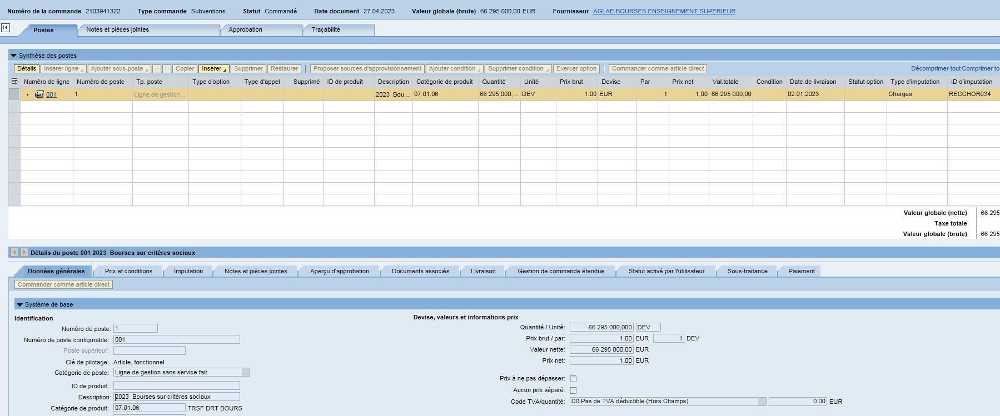 Numéro de la commande 2103941322 Type commande Subventions Statut Commandé Date document 27.04.2023 Valeur globale (brute) 66 295 000,00 EUR Fournisseur AGLAE BOURSES ENSEIGNEMENT SUPERIEUR
Postes Notes et pièces jointes Approbation Traçabilité
Synthèse des postes
Détails Insérer ligne Ajouter sous-poste Copier Insérer Supprimer Restaurer Proposer sources d'approvisionnement Ajouter condition Supprimer condition Exercer option Commander comme article direct Décomprimer tout Comprimer to
Numéro de ligne Numéro de poste Tp. poste Type d'option Type d'appel Supprimé ID de produit Description Catégorie de produit Quantité Unité Prix brut Devise Par Prix net Val.totale Condition Date de livraison Statut option Type d'imputation ID d'imputation
001 1 Ligne de gestion... 2023 Bou... 07.01.06 66 295 000,... DEV 1,00 EUR 1 1,00 66 295 000,00 02.01.2023 Charges RECCHOR034
Valeur globale (nette) 66 295
Taxe totale
Valeur globale (brute) 66 295
Détails du poste 001 2023 Bourses sur critères sociaux
Données générales Prix et conditions Imputation Notes et pièces jointes Aperçu d'approbation Documents associés Livraison Gestion de commande étendue Statut activé par l'utilisateur Sous-traitance Paiement
Commander comme article direct
Système de base
Identification
Numéro de poste: 1
Numéro de poste configurable: 001
Poste supérieur:
Clé de pilotage: Article, fonctionnel
Catégorie de poste: Ligne de gestion sans service fait
ID de produit:
Description: 2023 Bourses sur critères sociaux
Catégorie de produit: 07.01.06 TRSF DRT BOURS
Devise, valeurs et informations prix
Quantité / Unité: 66 295 000,000 DEV
Prix brut / par: 1,00 EUR 1 DEV
Valeur nette: 66 295 000,00 EUR
Prix net: 1,00 EUR
Prix à ne pas dépasser:
Aucun prix séparé:
Code TVA/quantité: D0:Pas de TVA déductible (Hors Champs) 0,00 EUR